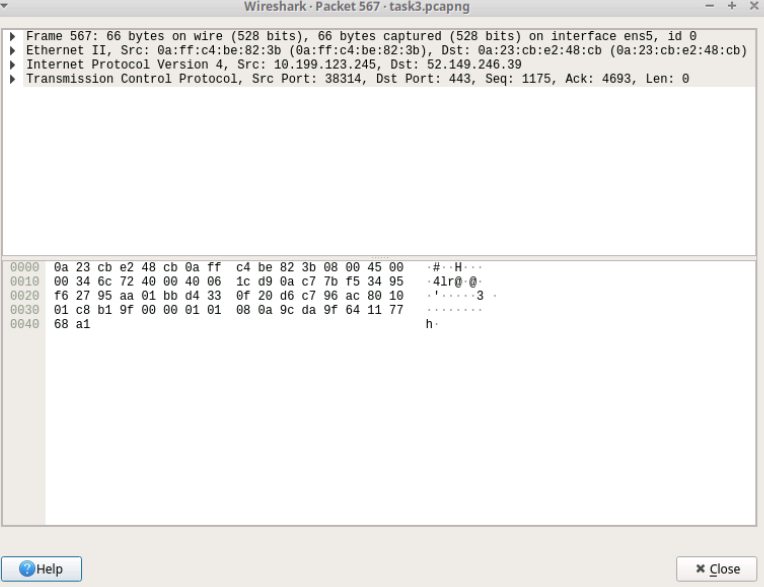 Wireshark · Packet 567 · task3.pcapng
Frame 567: 66 bytes on wire (528 bits), 66 bytes captured (528 bits) on interface ens5, id 0
Ethernet II, Src: 0a:ff:c4:be:82:3b (0a:ff:c4:be:82:3b), Dst: 0a:23:cb:e2:48:cb (0a:23:cb:e2:48:cb)
Internet Protocol Version 4, Src: 10.199.123.245, Dst: 52.149.246.39
Transmission Control Protocol, Src Port: 38314, Dst Port: 443, Seq: 1175, Ack: 4693, Len: 0
0000 0a 23 cb e2 48 cb 0a ff c4 be 82 3b 08 00 45 00 ·#··H···
0010 00 34 6c 72 40 00 40 06 1c d9 0a c7 7b f5 34 95 ·4lr@·@·
0020 f6 27 95 aa 01 bb d4 33 0f 20 d6 c7 96 ac 80 10 ·'·····3 ·
0030 01 c8 b1 9f 00 00 01 01 08 0a 9c da 9f 64 11 77 ········
0040 68 a1 h·
Help
Close